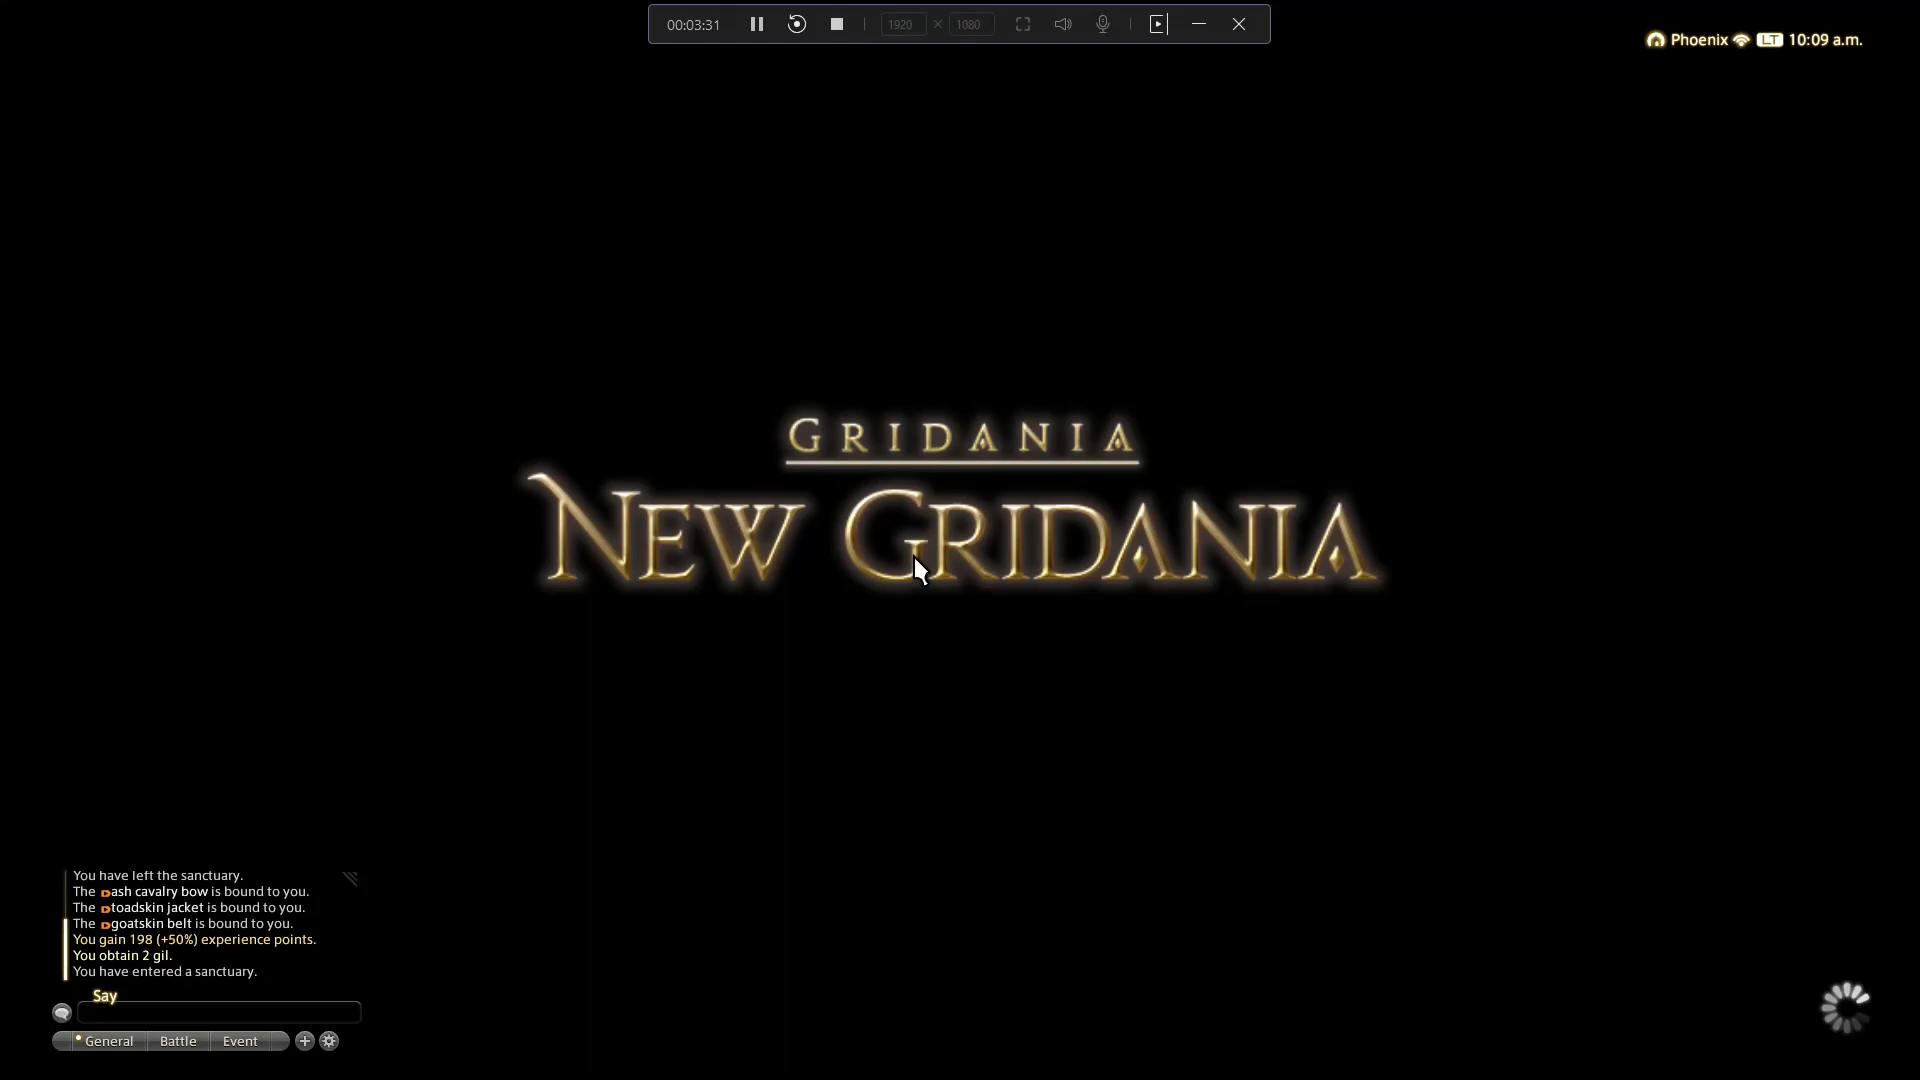 00:03:31
1920 × 1080
Phoenix LT 10:09 a.m.
GRIDANIA
NEW GRIDANIA
You have left the sanctuary.
The ash cavalry bow is bound to you.
The toadskin jacket is bound to you.
The goatskin belt is bound to you.
You gain 198 (+50%) experience points.
You obtain 2 gil.
You have entered a sanctuary.
Say
General Battle Event